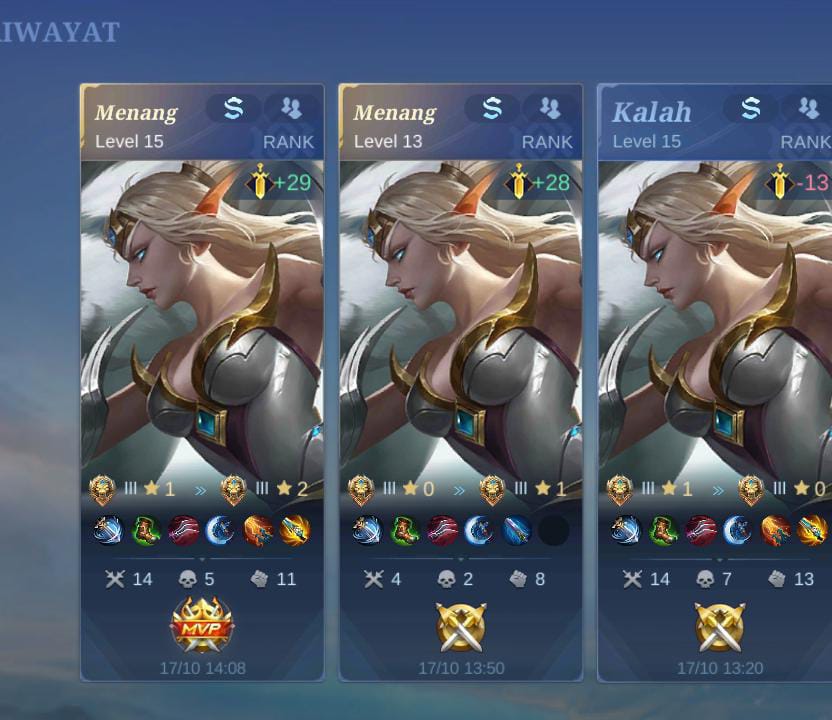 RIWAYAT
Menang
Level 15
RANK
+29
III 1 » III 2
14 5 11
MVP
17/10 14:08
Menang
Level 13
RANK
+28
III 0 » III 1
4 2 8
17/10 13:50
Kalah
Level 15
RANK
-13
III 1 » III 0
14 7 13
17/10 13:20